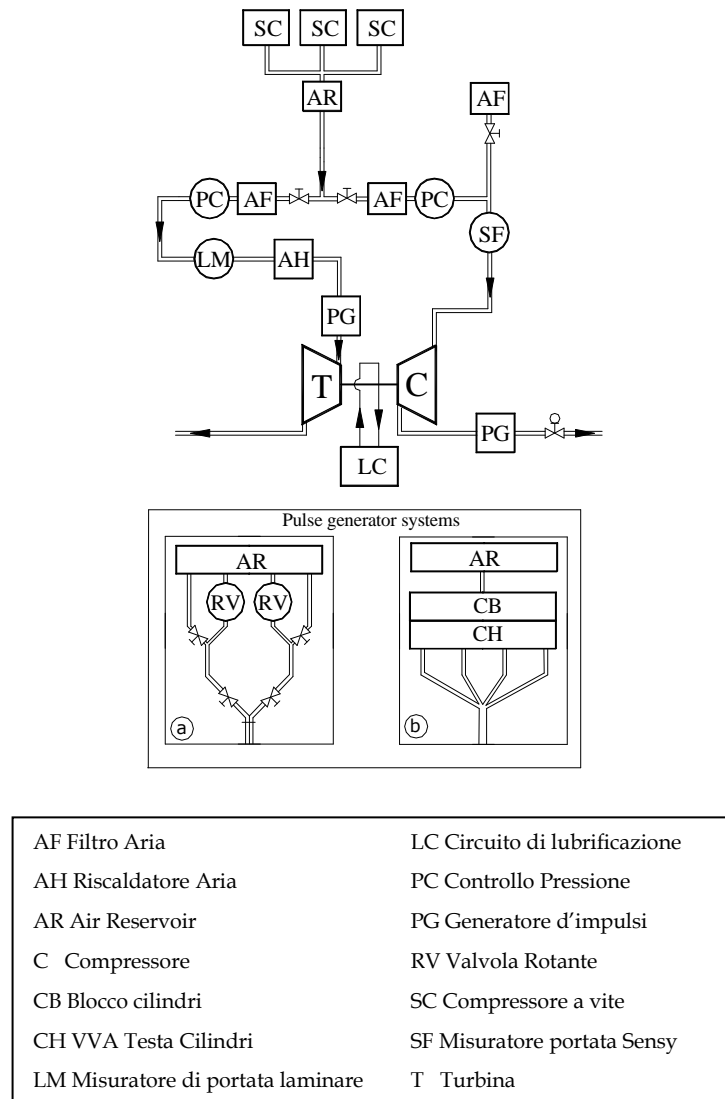 SC SC SC
AR
AF
PC AF AF PC
SF
LM AH
PG
T C
PG
LC
Pulse generator systems
AR
RV RV
a
AR
CB
CH
b
AF Filtro Aria
AH Riscaldatore Aria
AR Air Reservoir
C Compressore
CB Blocco cilindri
CH VVA Testa Cilindri
LM Misuratore di portata laminare
LC Circuito di lubrificazione
PC Controllo Pressione
PG Generatore d’impulsi
RV Valvola Rotante
SC Compressore a vite
SF Misuratore portata Sensy
T Turbina